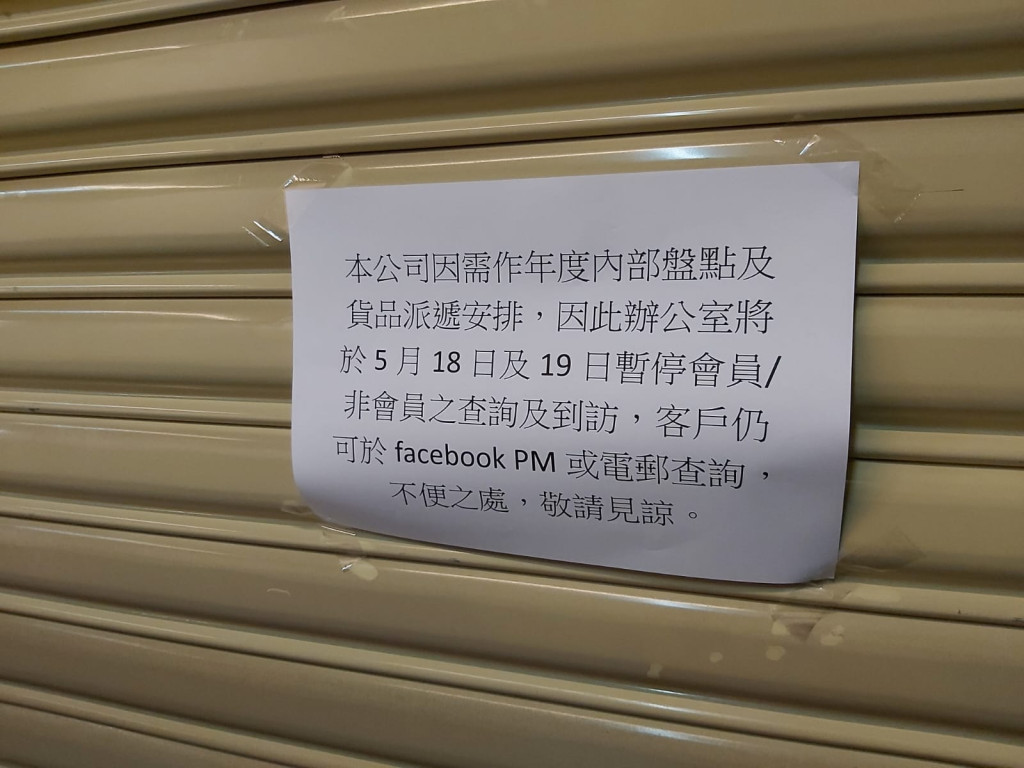 本公司因需作年度內部盤點及
貨品派遞安排，因此辦公室將
於 5 月 18 日及 19 日暫停會員/
非會員之查詢及到訪，客戶仍
可於 facebook PM 或電郵查詢，
不便之處，敬請見諒。